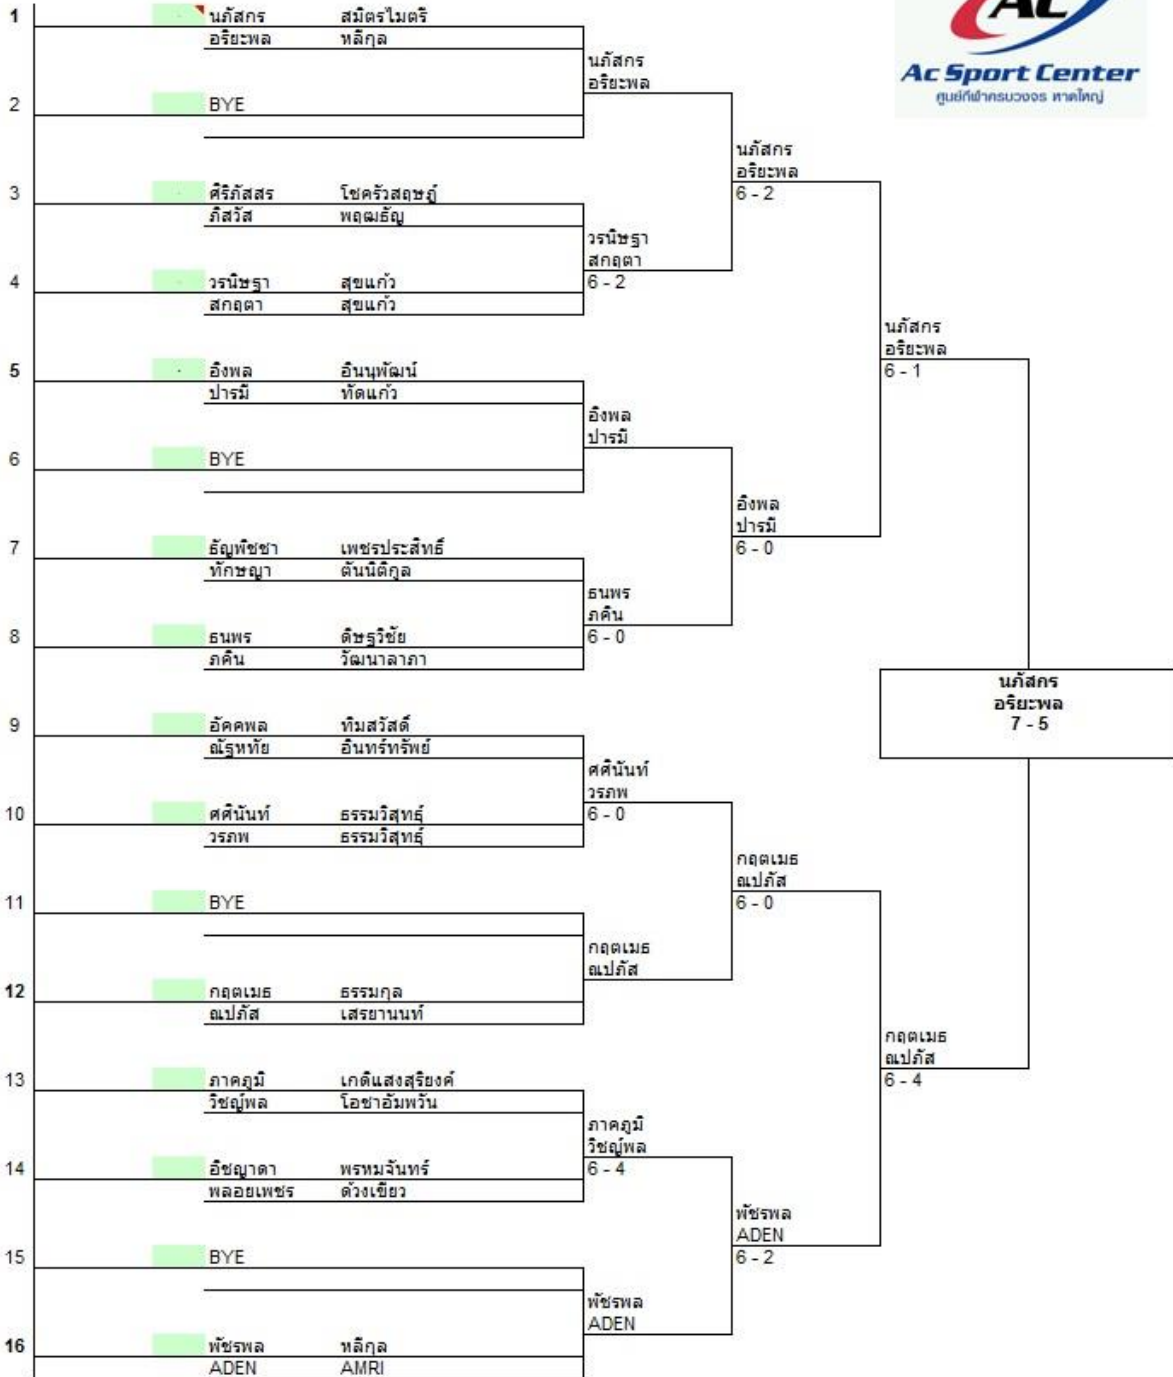 AC
Ac Sport Center
ศูนย์กีฬาครบวงจร หาดใหญ่
1 นภัสกร สมิตรไมตรี
อริยะพล หลีกุล
นภัสกร
อริยะพล
2 BYE
นภัสกร
อริยะพล
6 - 2
3 ศิริภัสสร โชครัวสฤษฎ์
ภิสวัส พฤฒธัญ
วรนิษฐา
สกฤตา
6 - 2
4 วรนิษฐา สุขแก้ว
สกฤตา สุขแก้ว
นภัสกร
อริยะพล
6 - 1
5 อิงพล อินนุพัฒน์
ปารมี ทัดแก้ว
อิงพล
ปารมี
6 BYE
อิงพล
ปารมี
6 - 0
7 ธัญพิชชา เพชรประสิทธิ์
ทักษญา ตันนิติกูล
ธนพร
ภคิน
6 - 0
8 ธนพร ดิษฐวิชัย
ภคิน วัฒนาลาภา
นภัสกร
อริยะพล
7 - 5
9 อัคคพล ทิมสวัสดิ์
ณัฐหทัย อินทร์ทรัพย์
ศศินันท์
วรภพ
6 - 0
10 ศศินันท์ ธรรมวิสุทธุ์
วรภพ ธรรมวิสุทธุ์
กฤตเมธ
ณปภัส
6 - 0
11 BYE
กฤตเมธ
ณปภัส
12 กฤตเมธ ธรรมกุล
ณปภัส เสรยานนท์
กฤตเมธ
ณปภัส
6 - 4
13 ภาคภูมิ เกดิแสงสุริยงค์
วิชญ์พล โอชาอัมพวัน
ภาคภูมิ
วิชญ์พล
6 - 4
14 อิชญาดา พรหมจันทร์
พลอยเพชร ด้วงเขียว
พัชรพล
ADEN
6 - 2
15 BYE
พัชรพล
ADEN
16 พัชรพล หลีกุล
ADEN AMRI